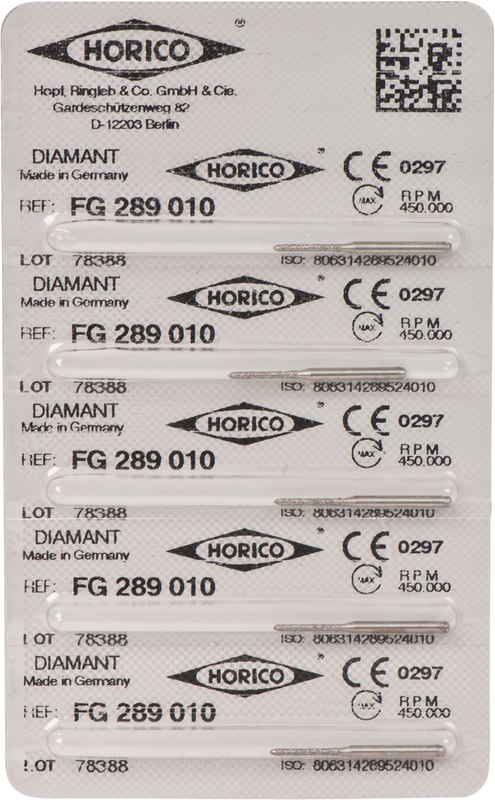 HORICO ®
Hopf, Ringleb & Co. GmbH & Cie.
Gardeschützenweg 82
D-12203 Berlin
DIAMANT HORICO ® CE 0297
Made in Germany
REF: FG 289 010 MAX RPM 450.000
LOT 78388 ISO: 806314289524010
DIAMANT HORICO ® CE 0297
Made in Germany
REF: FG 289 010 MAX RPM 450.000
LOT 78388 ISO: 806314289524010
DIAMANT HORICO ® CE 0297
Made in Germany
REF: FG 289 010 MAX RPM 450.000
LOT 78388 ISO: 806314289524010
DIAMANT HORICO ® CE 0297
Made in Germany
REF: FG 289 010 MAX RPM 450.000
LOT 78388 ISO: 806314289524010
DIAMANT HORICO ® CE 0297
Made in Germany
REF: FG 289 010 MAX RPM 450.000
LOT 78388 ISO: 806314289524010